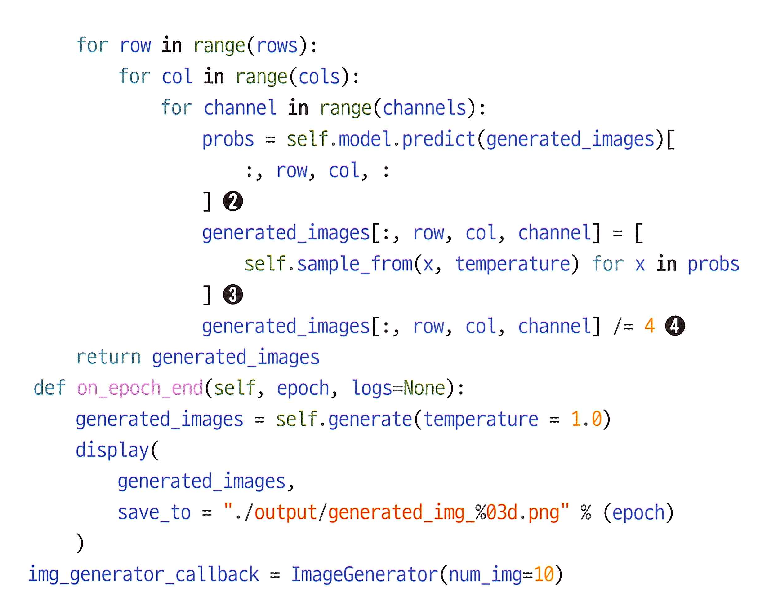 for row in range(rows):
for col in range(cols):
for channel in range(channels):
probs = self.model.predict(generated_images)[
:, row, col, :
] ❷
generated_images[:, row, col, channel] = [
self.sample_from(x, temperature) for x in probs
] ❸
generated_images[:, row, col, channel] /= 4 ❹
return generated_images
def on_epoch_end(self, epoch, logs=None):
generated_images = self.generate(temperature = 1.0)
display(
generated_images,
save_to = "./output/generated_img_%03d.png" % (epoch)
)
img_generator_callback = ImageGenerator(num_img=10)